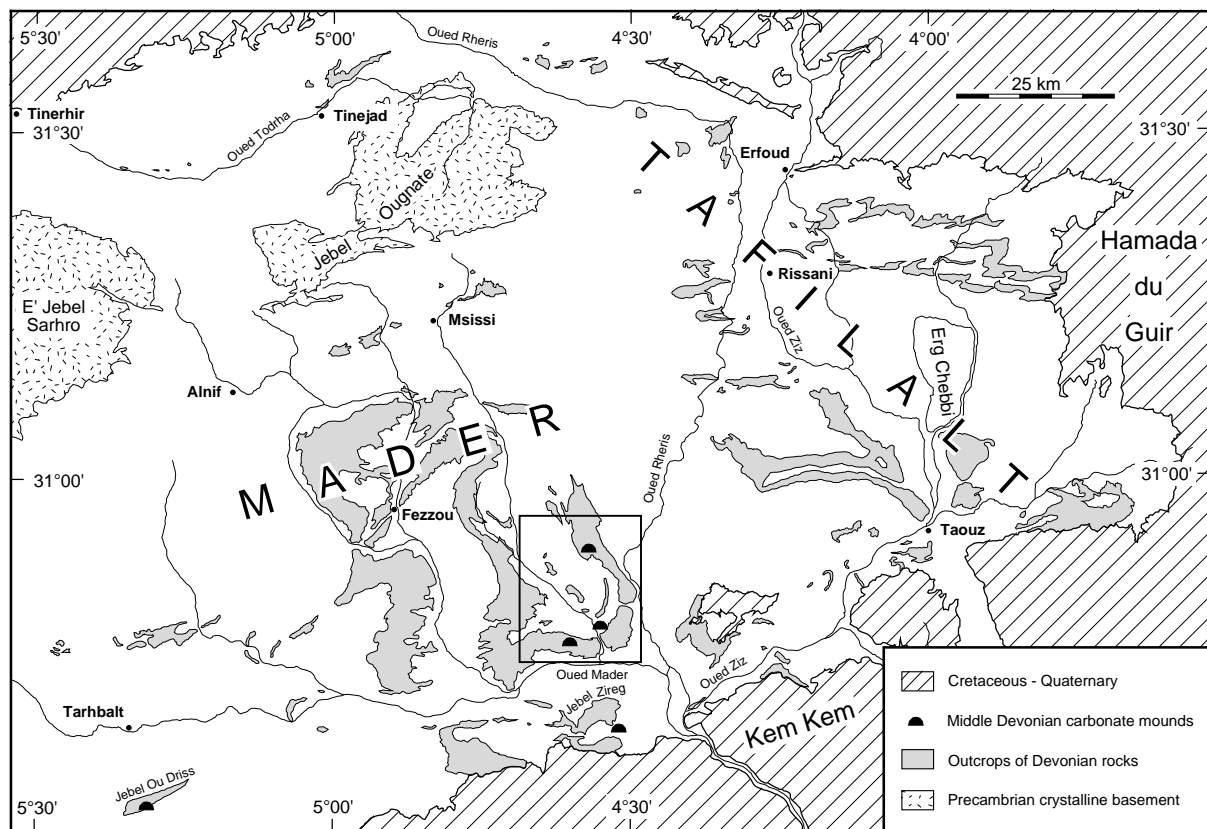 5°30'
5°00'
4°30'
4°00'
Oued Rheris
25 km
Tinerhir
Tinejad
31°30'
31°30'
Oued Todrha
Erfoud
TAFILALT
Jebel Ougnate
Hamada
du
Guir
Rissani
E' Jebel
Sarhro
Msissi
Oued Ziz
Erg Chebbi
Alnif
MADER
Oued Rheris
31°00'
31°00'
Fezzou
Taouz
Oued Mader
Oued Ziz
Jebel
Zireg
Tarhbalt
Kem Kem
Jebel Ou Driss
Cretaceous - Quaternary
Middle Devonian carbonate mounds
Outcrops of Devonian rocks
Precambrian crystalline basement
5°30'
5°00'
4°30'